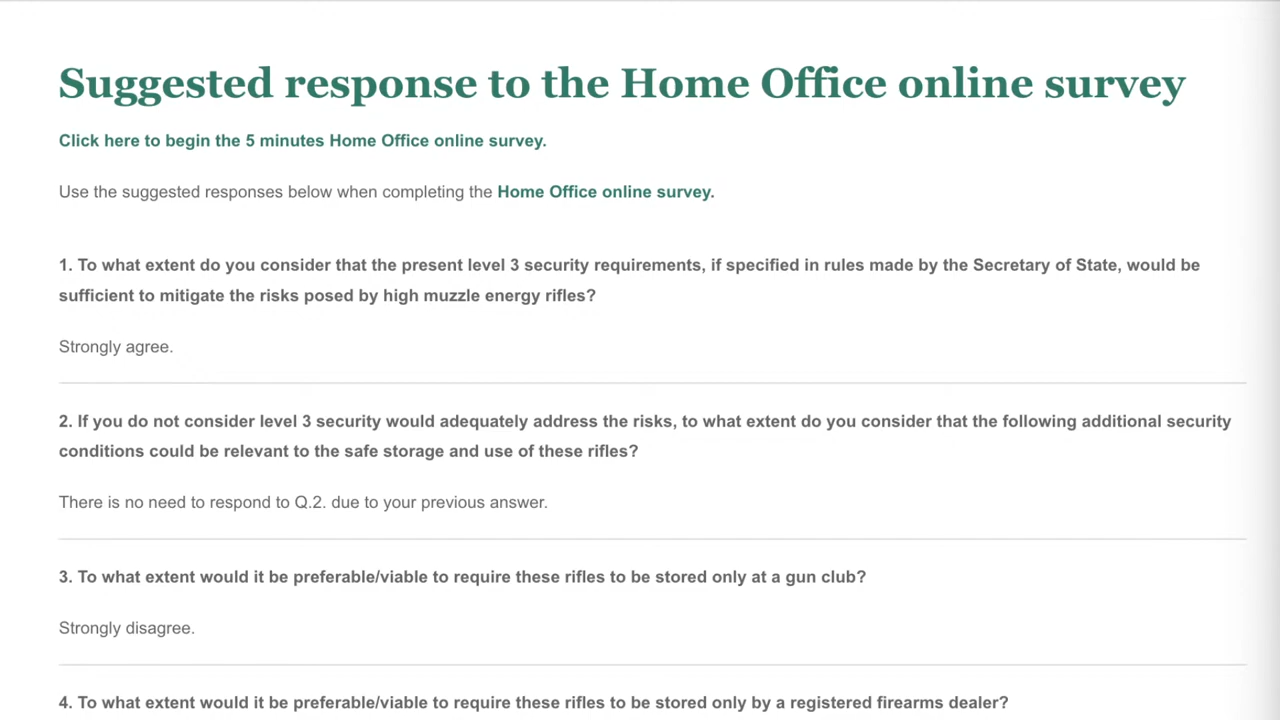 Suggested response to the Home Office online survey
Click here to begin the 5 minutes Home Office online survey.
Use the suggested responses below when completing the Home Office online survey.
1. To what extent do you consider that the present level 3 security requirements, if specified in rules made by the Secretary of State, would be
sufficient to mitigate the risks posed by high muzzle energy rifles?
Strongly agree.
2. If you do not consider level 3 security would adequately address the risks, to what extent do you consider that the following additional security
conditions could be relevant to the safe storage and use of these rifles?
There is no need to respond to Q.2. due to your previous answer.
3. To what extent would it be preferable/viable to require these rifles to be stored only at a gun club?
Strongly disagree.
4. To what extent would it be preferable/viable to require these rifles to be stored only by a registered firearms dealer?